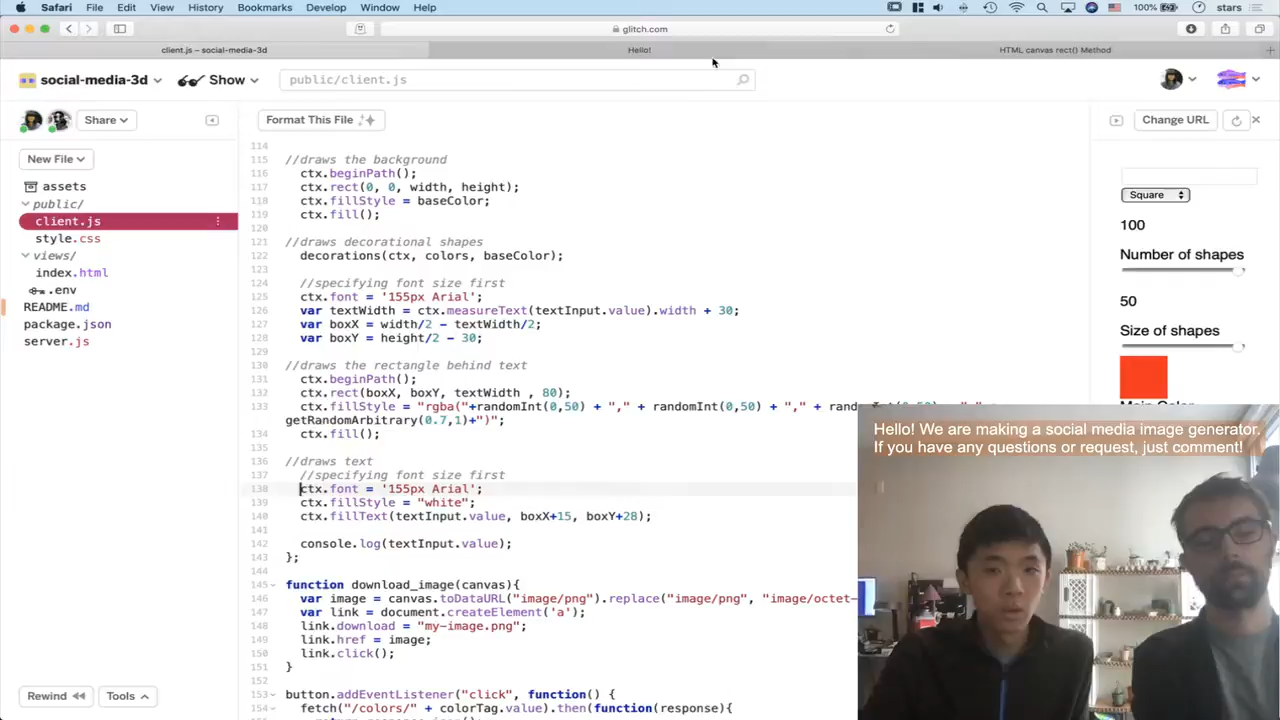 Safari File Edit View History Bookmarks Develop Window Help 100% stars
glitch.com
client.js – social-media-3d Hello! HTML canvas rect() Method
social-media-3d Show public/client.js
Share Format This File Change URL
New File
assets
public/
client.js
style.css
views/
index.html
.env
README.md
package.json
server.js
Rewind Tools
114
115 //draws the background
116 ctx.beginPath();
117 ctx.rect(0, 0, width, height);
118 ctx.fillStyle = baseColor;
119 ctx.fill();
120
121 //draws decorational shapes
122 decorations(ctx, colors, baseColor);
123
124 //specifying font size first
125 ctx.font = '155px Arial';
126 var textWidth = ctx.measureText(textInput.value).width + 30;
127 var boxX = width/2 - textWidth/2;
128 var boxY = height/2 - 30;
129
130 //draws the rectangle behind text
131 ctx.beginPath();
132 ctx.rect(boxX, boxY, textWidth , 80);
133 ctx.fillStyle = "rgba("+randomInt(0,50) + "," + randomInt(0,50) + "," +
getRandomArbitrary(0.7,1)+")";
134 ctx.fill();
135
136 //draws text
137 //specifying font size first
138 ctx.font = '155px Arial';
139 ctx.fillStyle = "white";
140 ctx.fillText(textInput.value, boxX+15, boxY+28);
141
142 console.log(textInput.value);
143 };
144
145 function download_image(canvas){
146 var image = canvas.toDataURL("image/png").replace("image/png", "image/octet-
147 var link = document.createElement('a');
148 link.download = "my-image.png";
149 link.href = image;
150 link.click();
151 }
152
153 button.addEventListener("click", function() {
154 fetch("/colors/" + colorTag.value).then(function(response){
Square
100
Number of shapes
50
Size of shapes
Hello! We are making a social media image generator.
If you have any questions or request, just comment!